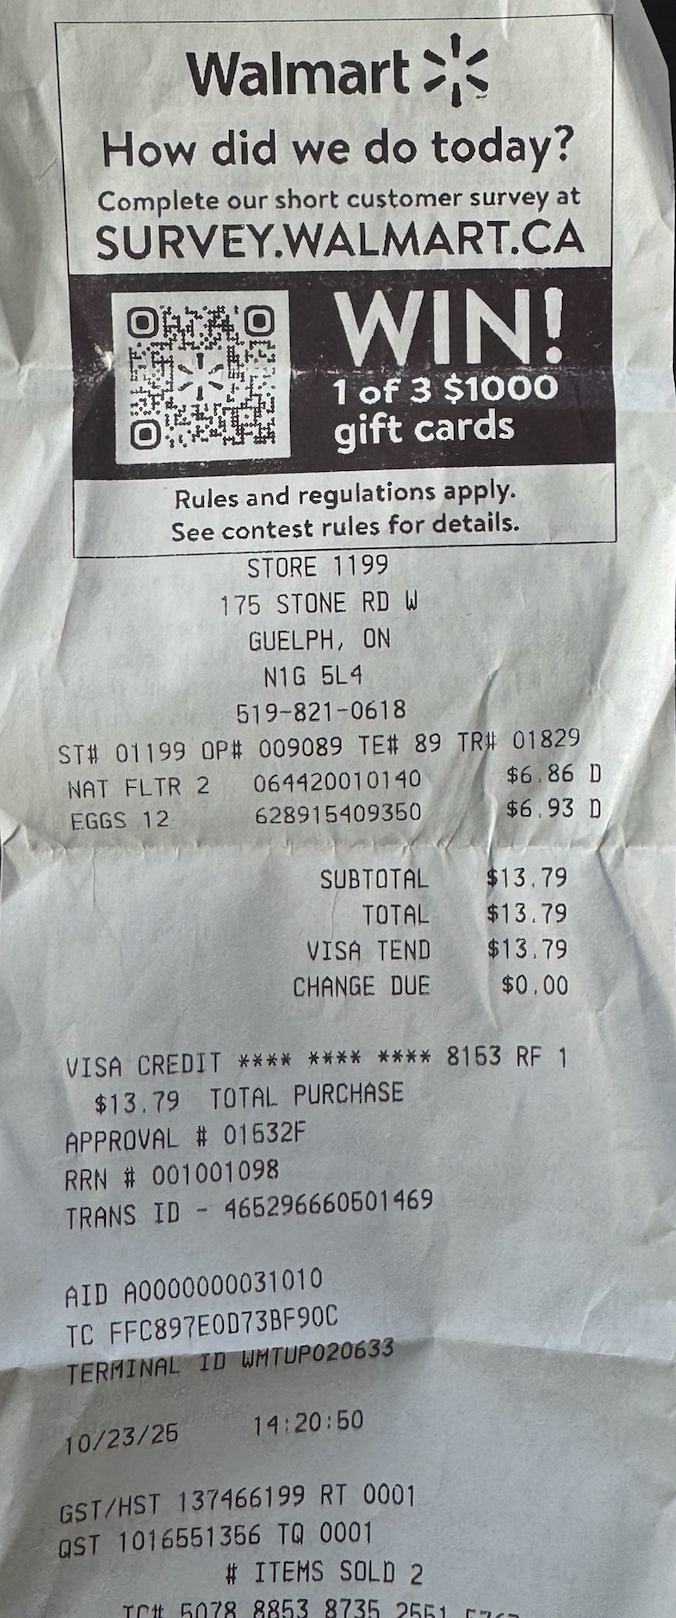 Walmart
How did we do today?
Complete our short customer survey at
SURVEY.WALMART.CA
WIN!
1 of 3 $1000
gift cards
Rules and regulations apply.
See contest rules for details.
STORE 1199
175 STONE RD W
GUELPH, ON
N1G 5L4
519-821-0618
ST# 01199 OP# 009089 TE# 89 TR# 01829
NAT FLTR 2 064420010140 $6.86 D
EGGS 12 628915409350 $6.93 D
SUBTOTAL $13.79
TOTAL $13.79
VISA TEND $13.79
CHANGE DUE $0.00
VISA CREDIT **** **** **** 8153 RF 1
$13.79 TOTAL PURCHASE
APPROVAL # 01532F
RRN # 001001098
TRANS ID - 465296660501469
AID A0000000031010
TC FFC897E0D73BF90C
TERMINAL ID WMTUP020633
10/23/25 14:20:50
GST/HST 137466199 RT 0001
QST 1016551356 TQ 0001
# ITEMS SOLD 2
TC# 5078 8853 8735 2551